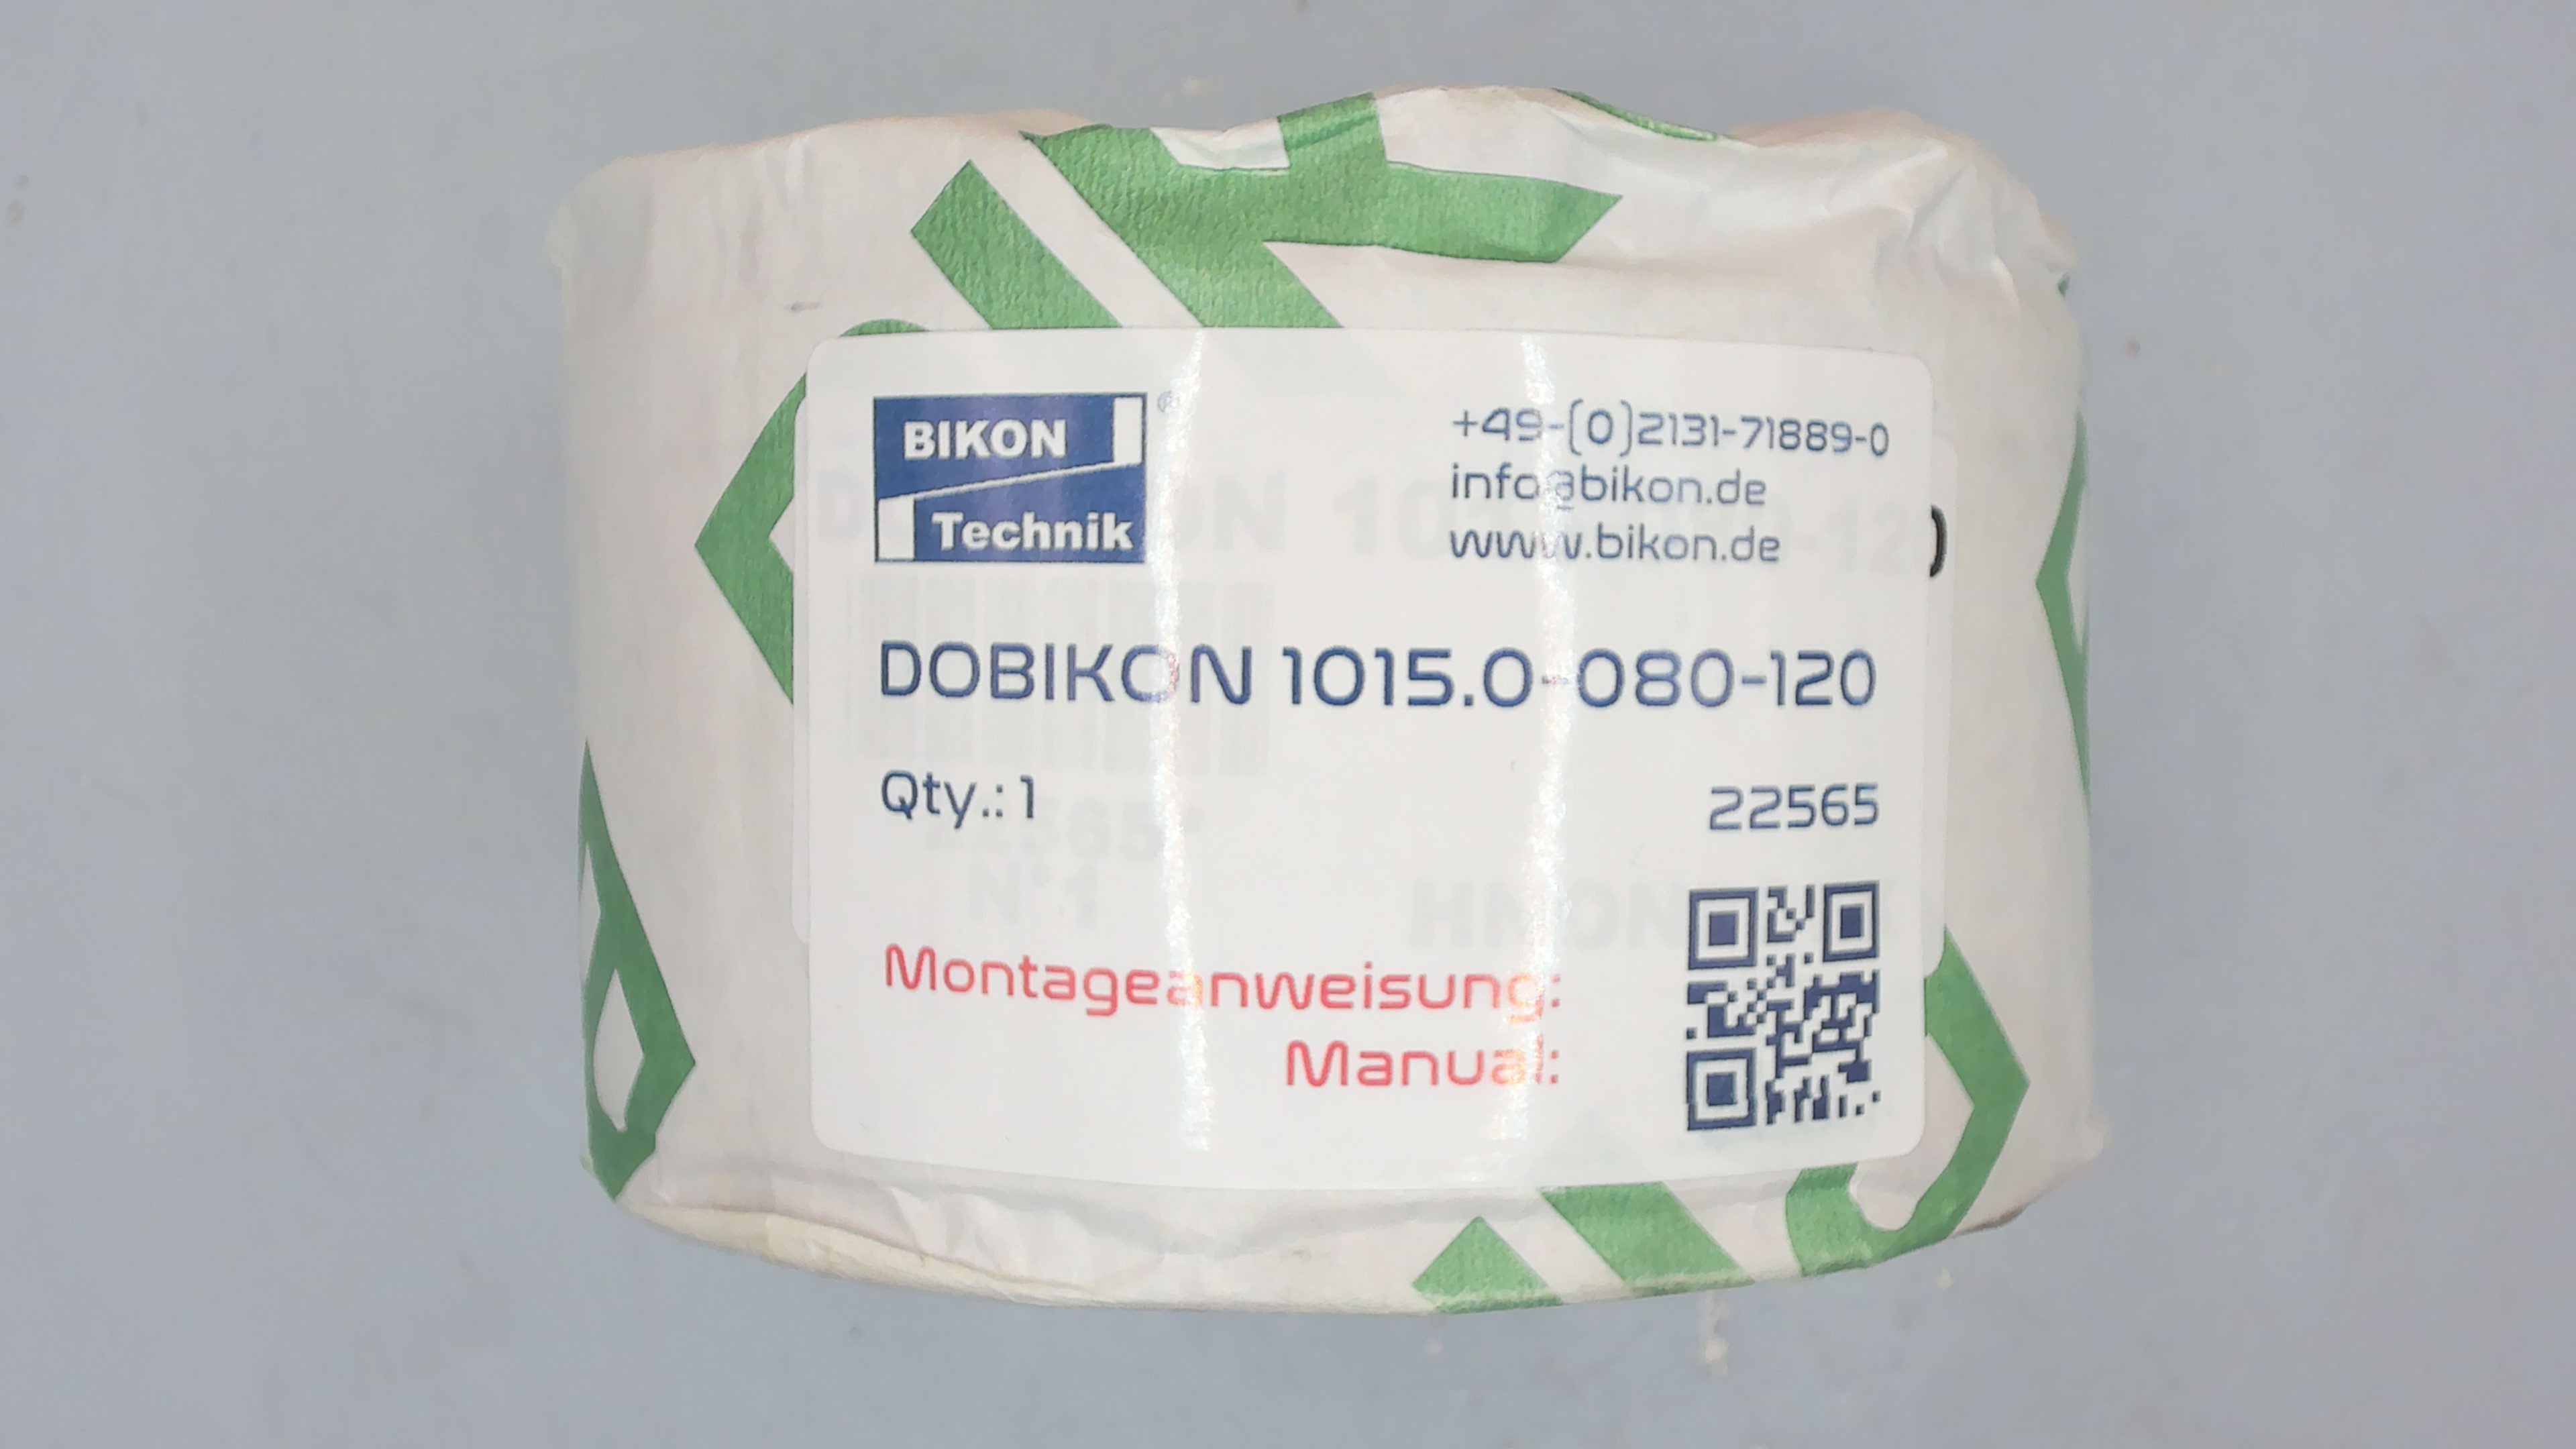 BIKON
Technik
®
+49-(0)2131-71889-0
info@bikon.de
www.bikon.de
DOBIKON 1015.0-080-120
Qty.: 1
22565
Montageanweisung:
Manual: